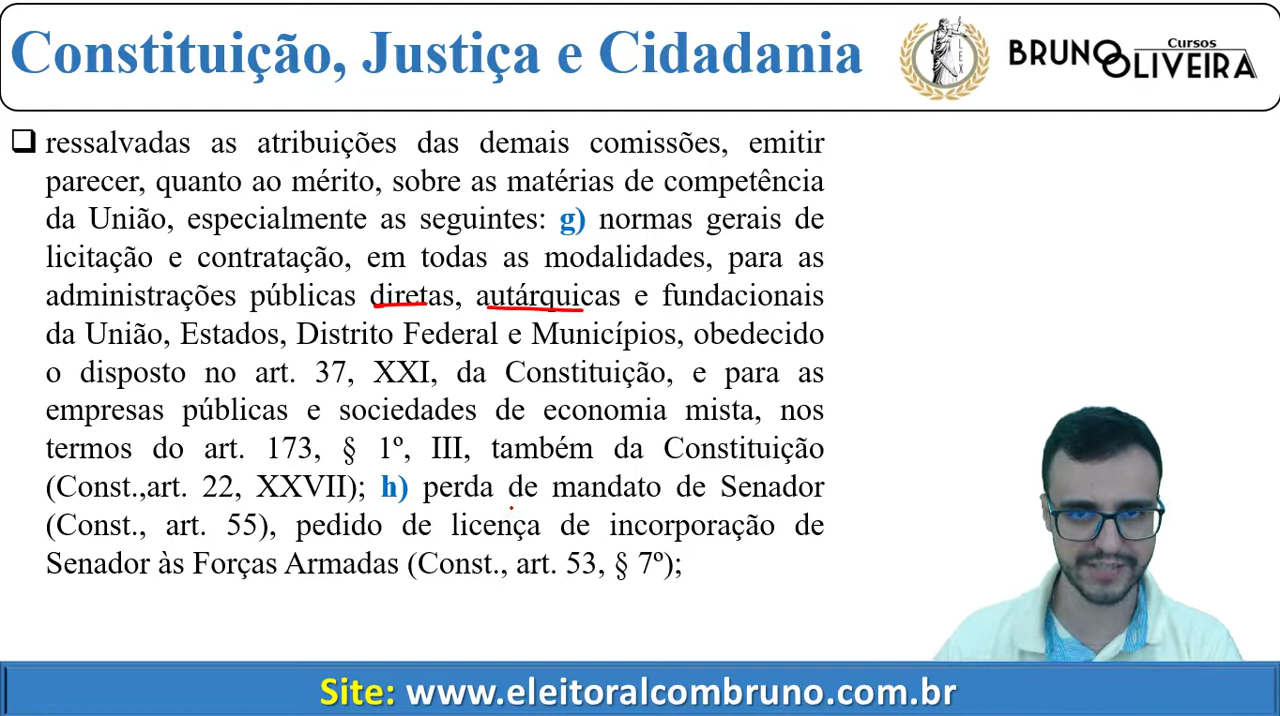 Constituição, Justiça e Cidadania
Cursos
BRUNO
OLIVEIRA
LEX
ressalvadas as atribuições das demais comissões, emitir
parecer, quanto ao mérito, sobre as matérias de competência
da União, especialmente as seguintes: g) normas gerais de
licitação e contratação, em todas as modalidades, para as
administrações públicas diretas, autárquicas e fundacionais
da União, Estados, Distrito Federal e Municípios, obedecido
o disposto no art. 37, XXI, da Constituição, e para as
empresas públicas e sociedades de economia mista, nos
termos do art. 173, § 1º, III, também da Constituição
(Const.,art. 22, XXVII); h) perda de mandato de Senador
(Const., art. 55), pedido de licença de incorporação de
Senador às Forças Armadas (Const., art. 53, § 7º);
Site: www.eleitoralcombruno.com.br